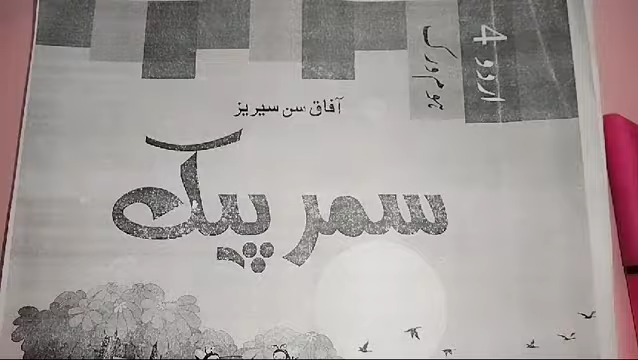 اردو 4
ہوم ورک
آفاق سن سیریز
سمر پیک